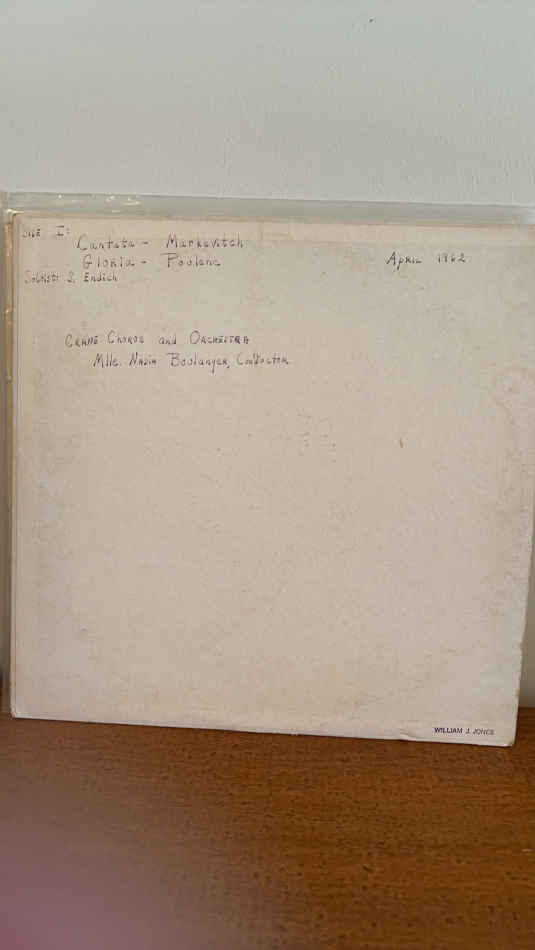 SIDE I:
Cantata - Markevitch
Gloria - Poulenc
April 1962
Soloist: S. Endich
Crane Chorus and Orchestra
Mlle. Nadia Boulanger, Conductor
WILLIAM J. JONES